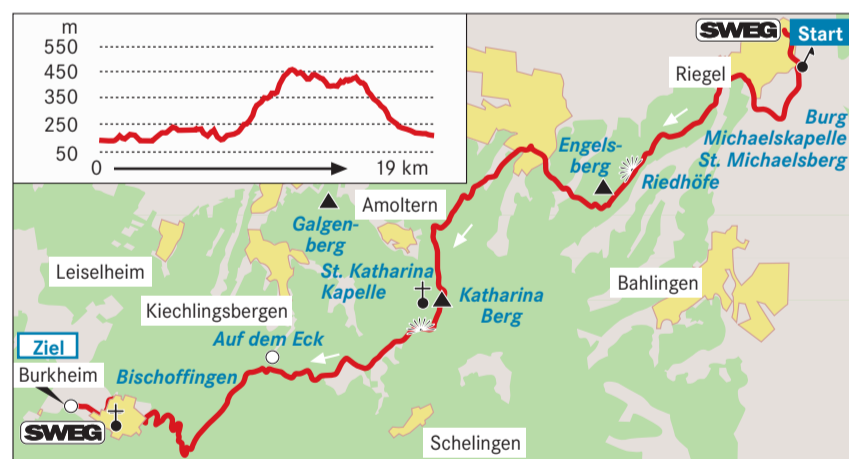 m
550
450
350
250
50
0
19 km
SWEG
Start
Riegel
Burg
Michaelskapelle
St. Michaelsberg
Engels-
berg
Riedhöfe
Amoltern
Galgen-
berg
St. Katharina
Kapelle
Katharina
Berg
Bahlingen
Leiselheim
Kiechlingsbergen
Auf dem Eck
Ziel
Burkheim
Bischoffingen
SWEG
Schelingen